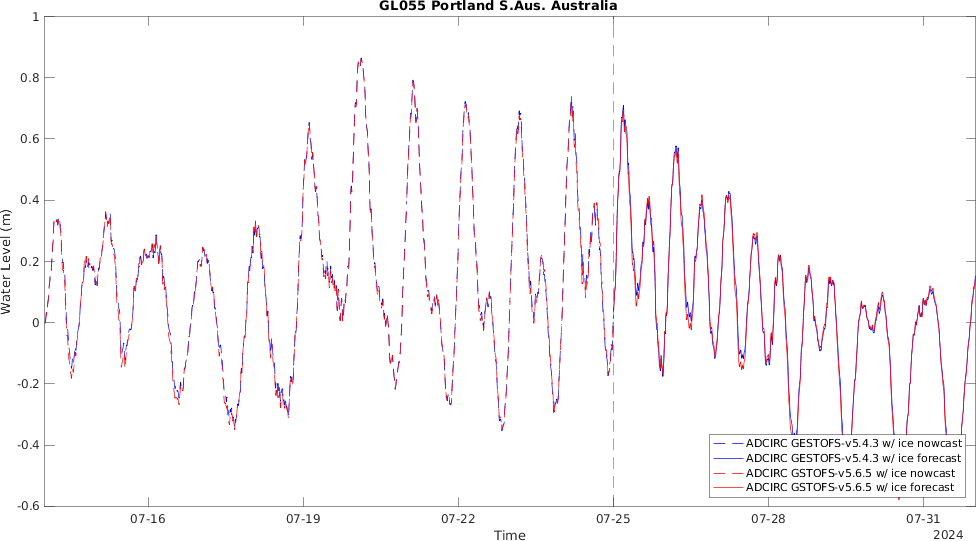 GL055 Portland S.Aus. Australia
1
0.8
0.6
0.4
0.2
0
-0.2
-0.4
-0.6
Water Level (m)
ADCIRC GESTOFS-v5.4.3 w/ ice nowcast
ADCIRC GESTOFS-v5.4.3 w/ ice forecast
ADCIRC GSTOFS-v5.6.5 w/ ice nowcast
ADCIRC GSTOFS-v5.6.5 w/ ice forecast
07-16 07-19 07-22 07-25 07-28 07-31
Time 2024